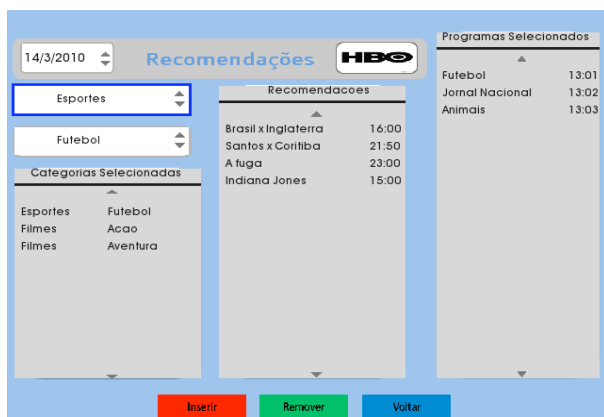 14/3/2010
Recomendações
HBO
Esportes
Futebol
Categorias Selecionadas
Esportes Futebol
Filmes Acao
Filmes Aventura
Recomendacoes
Brasil x Inglaterra 16:00
Santos x Coritiba 21:50
A fuga 23:00
Indiana Jones 15:00
Programas Selecionados
Futebol 13:01
Jornal Nacional 13:02
Animais 13:03
Inserir
Remover
Voltar